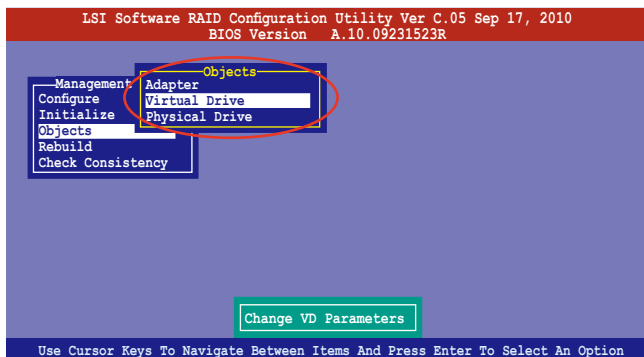 LSI Software RAID Configuration Utility Ver C.05 Sep 17, 2010
BIOS Version A.10.09231523R
Management
Configure
Initialize
Objects
Rebuild
Check Consistency
Objects
Adapter
Virtual Drive
Physical Drive
Change VD Parameters
Use Cursor Keys To Navigate Between Items And Press Enter To Select An Option